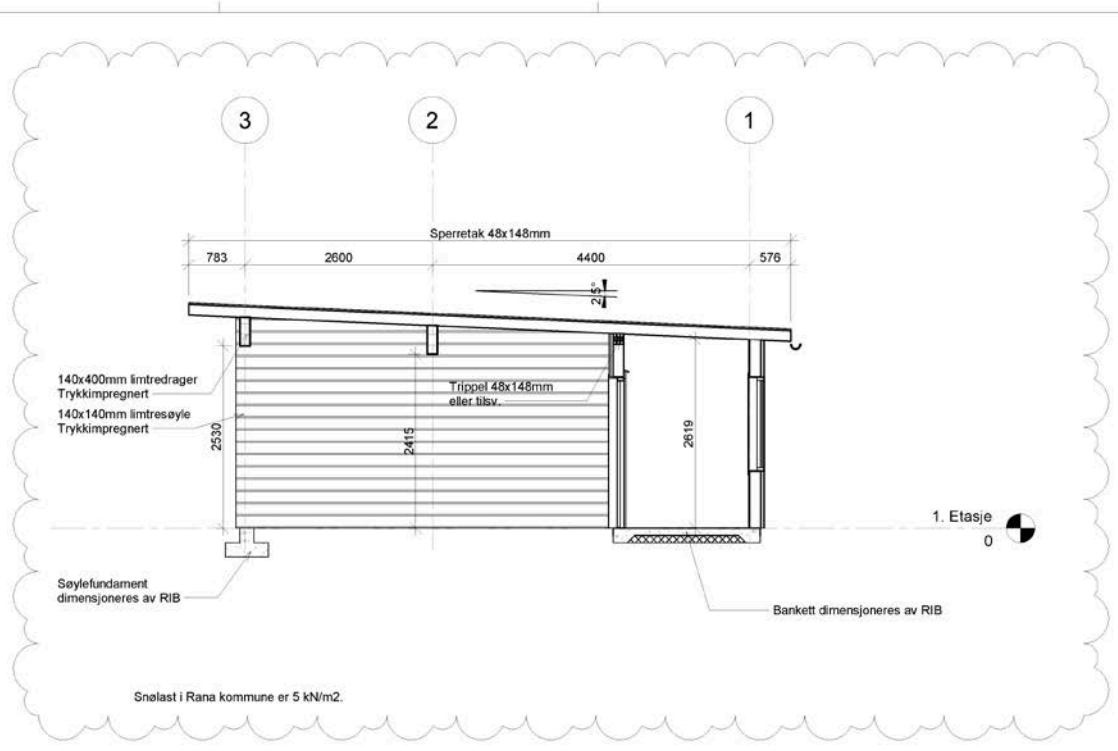 3
2
1
Sperretak 48x148mm
783
2600
4400
576
2,5°
140x400mm limtredrager
Trykkimpregnert
140x140mm limtresøyle
Trykkimpregnert
Trippel 48x148mm
eller tilsv.
2530
2415
2619
1. Etasje
0
Søylefundament
dimensjoneres av RIB
Bankett dimensjoneres av RIB
Snølast i Rana kommune er 5 kN/m2.